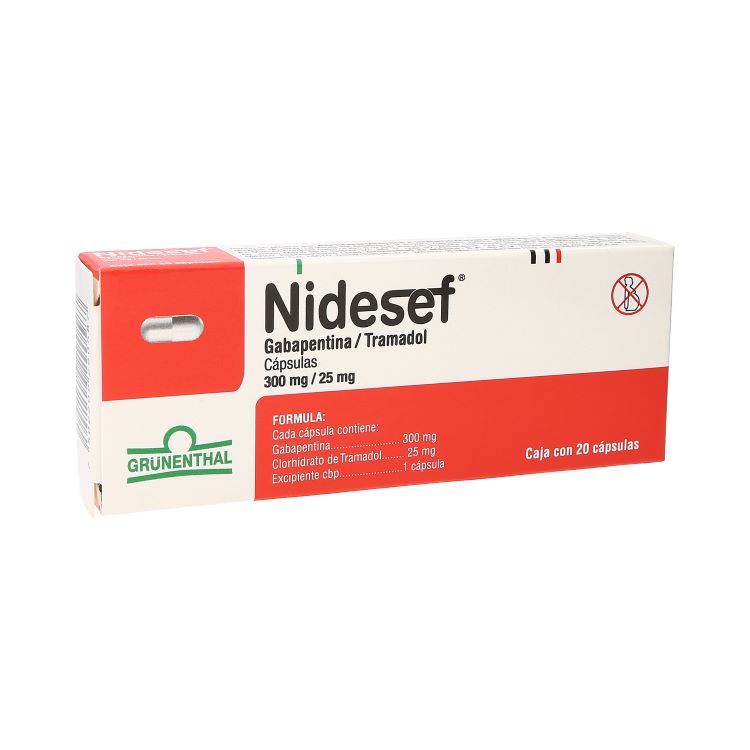 Nidesef
Nidesef®
Gabapentina / Tramadol
Cápsulas
300 mg / 25 mg
FORMULA:
Cada cápsula contiene:
Gabapentina....................... 300 mg
Clorhidrato de Tramadol....... 25 mg
Excipiente cbp.....................1 cápsula
Caja con 20 cápsulas
GRÜNENTHAL